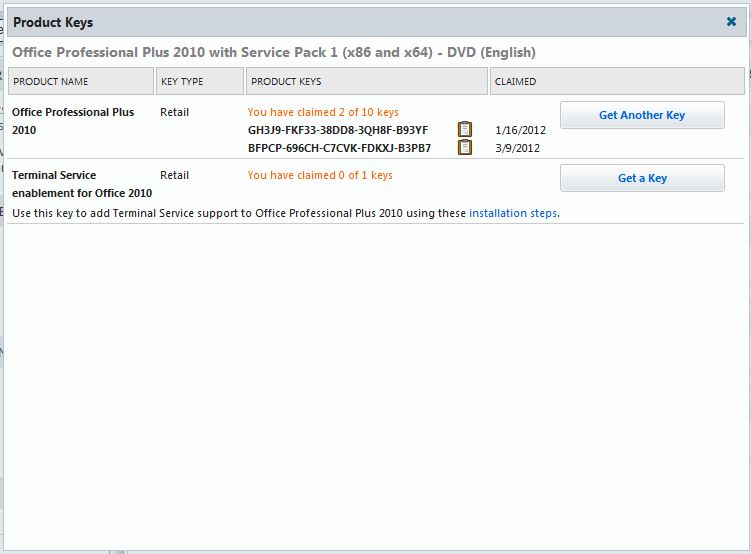 Product Keys
Office Professional Plus 2010 with Service Pack 1 (x86 and x64) - DVD (English)
PRODUCT NAME KEY TYPE PRODUCT KEYS CLAIMED
Office Professional Plus 2010 Retail You have claimed 2 of 10 keys Get Another Key
GH3J9-FKF33-38DD8-3QH8F-B93YF 1/16/2012
BFPCP-696CH-C7CVK-FDKXJ-B3PB7 3/9/2012
Terminal Service Retail You have claimed 0 of 1 keys Get a Key
enablement for Office 2010
Use this key to add Terminal Service support to Office Professional Plus 2010 using these installation steps.